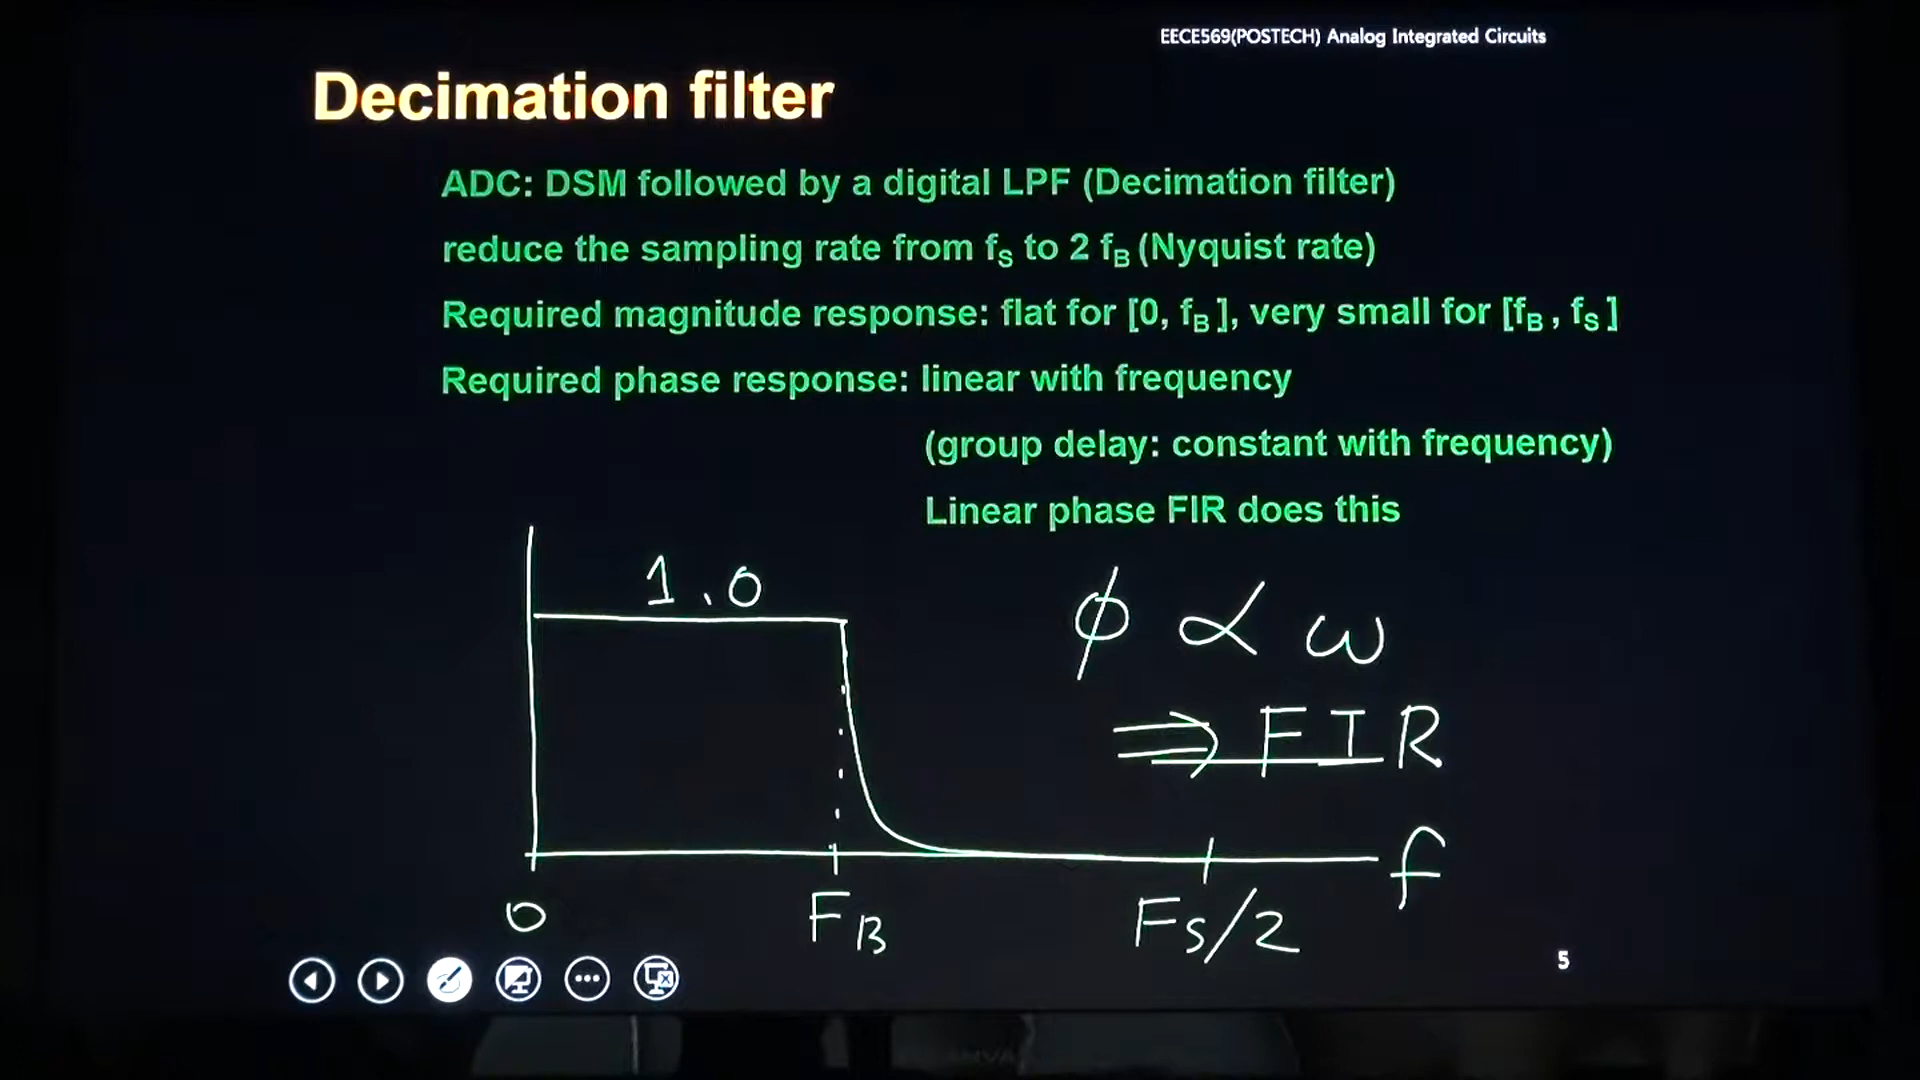 EECE569(POSTECH) Analog Integrated Circuits
Decimation filter
ADC: DSM followed by a digital LPF (Decimation filter)
reduce the sampling rate from fS to 2 fB (Nyquist rate)
Required magnitude response: flat for [0, fB ], very small for [fB , fS ]
Required phase response: linear with frequency
(group delay: constant with frequency)
Linear phase FIR does this
1.0
ϕ ∝ ω
⇒ FIR
f
0
FB
FS/2
5